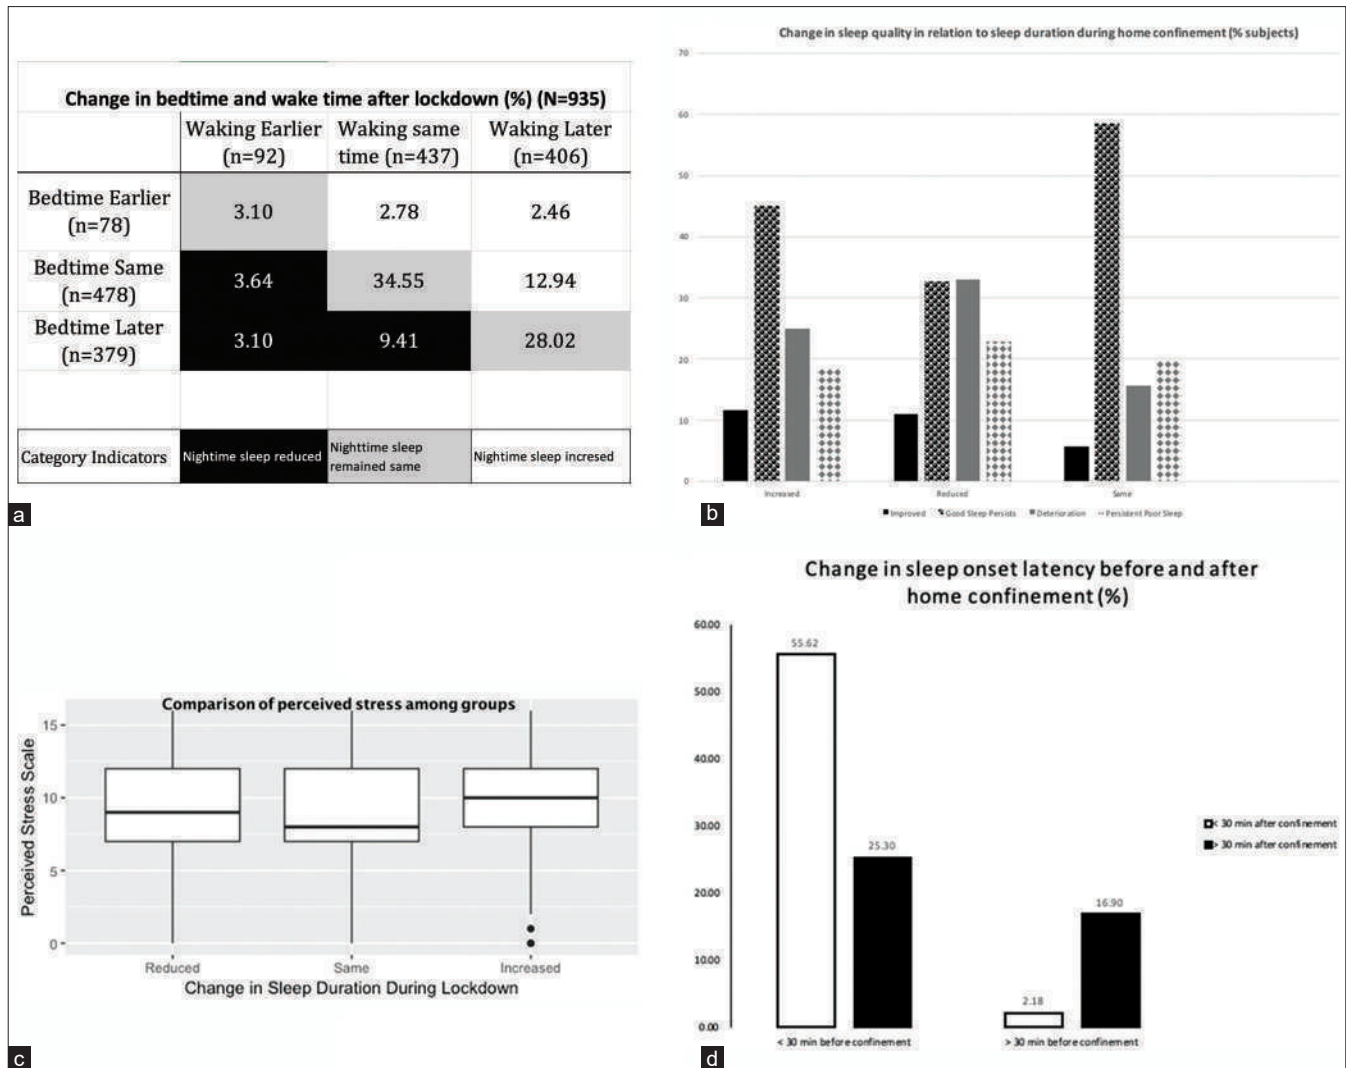 Change in bedtime and wake time after lockdown (%) (N=935)
Waking Earlier (n=92)
Waking same time (n=437)
Waking Later (n=406)
Bedtime Earlier (n=78)
3.10
2.78
2.46
Bedtime Same (n=478)
3.64
34.55
12.94
Bedtime Later (n=379)
3.10
9.41
28.02
Category Indicators
Nightime sleep reduced
Nighttime sleep remained same
Nightime sleep incresed
a
Change in sleep quality in relation to sleep duration during home confinement (% subjects)
70
60
50
40
30
20
10
0
Increased
Reduced
Same
Improved
Good Sleep Persists
Deterioration
Persistent Poor Sleep
b
Comparison of perceived stress among groups
Perceived Stress Scale
15
10
5
0
Reduced
Same
Increased
Change in Sleep Duration During Lockdown
c
Change in sleep onset latency before and after
home confinement (%)
60.00
50.00
40.00
30.00
20.00
10.00
0.00
55.62
25.30
2.18
16.90
< 30 min before confinement
> 30 min before confinement
< 30 min after confinement
> 30 min after confinement
d